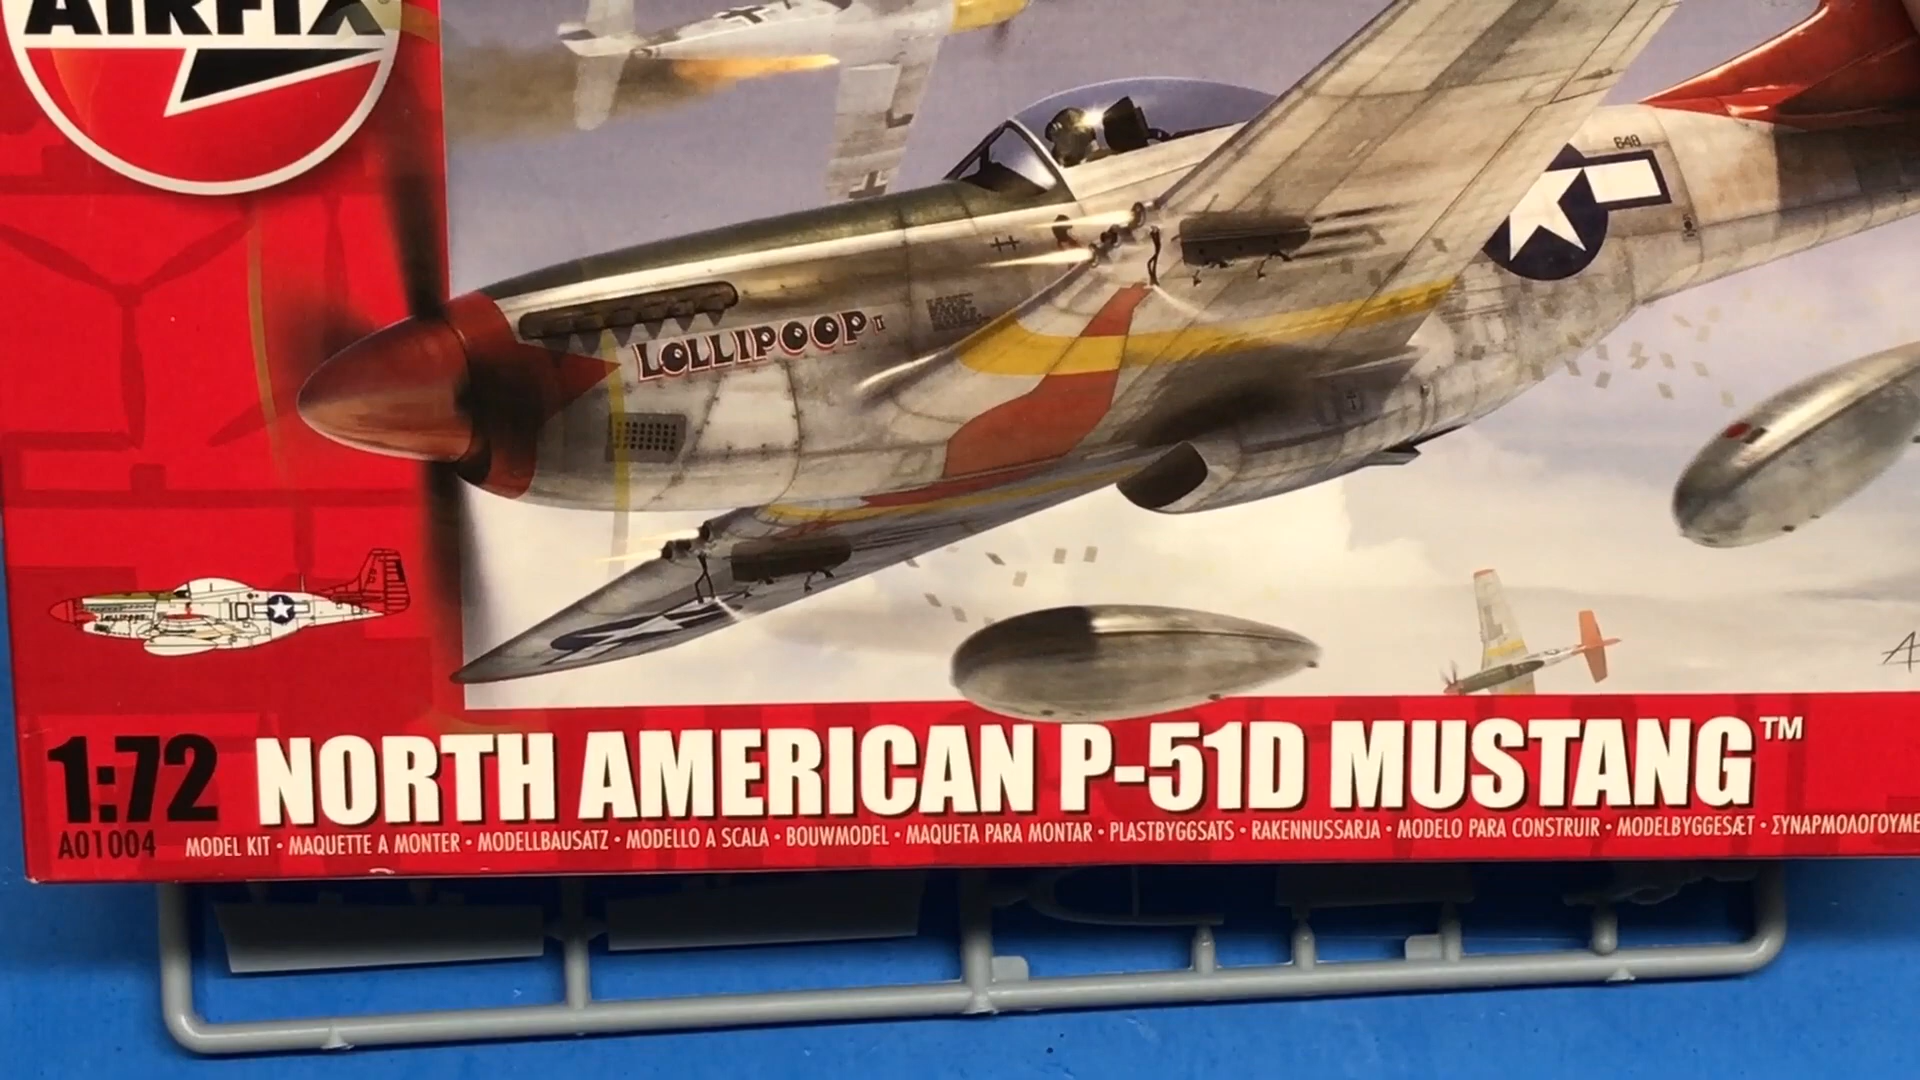 AIRFIX
648
LOLLIPOOP II
1:72
NORTH AMERICAN P-51D MUSTANG™
A01004
MODEL KIT • MAQUETTE A MONTER • MODELLBAUSATZ • MODELLO A SCALA • BOUWMODEL • MAQUETA PARA MONTAR • PLASTBYGGSATS • RAKENNUSSARJA • MODELO PARA CONSTRUIR • MODELBYGGESÆT • ΣΥΝΑΡΜΟΛΟΓΟΥΜΕ